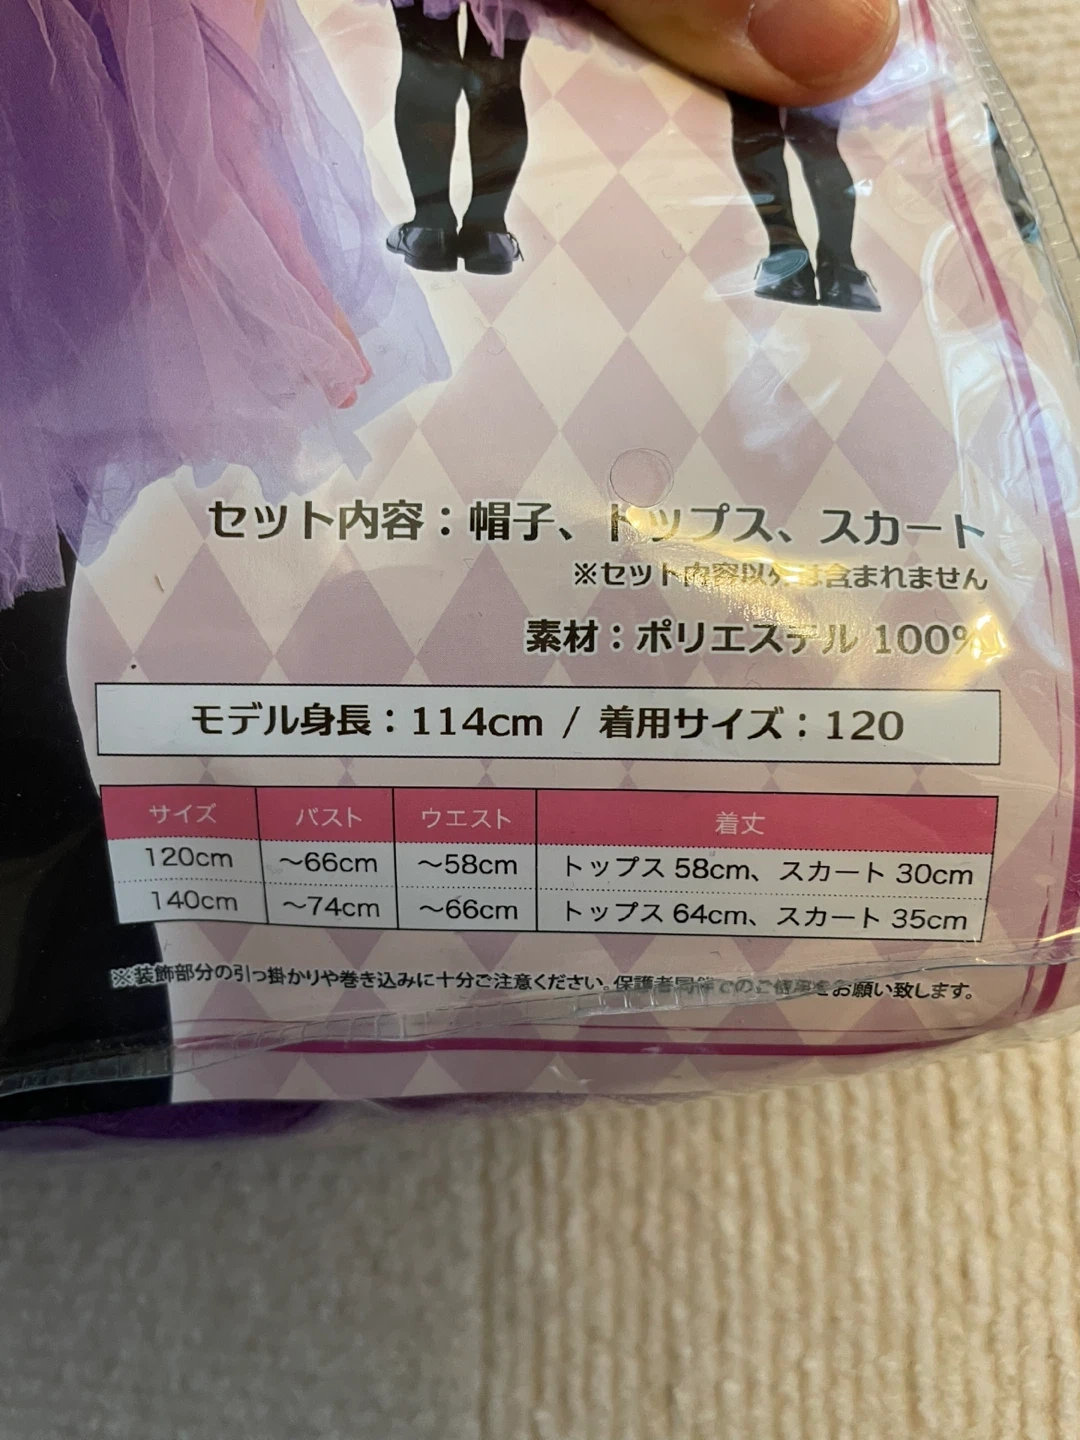 セット内容：帽子、トップス、スカート
※セット内容以外は含まれません
素材：ポリエステル 100%
モデル身長：114cm / 着用サイズ：120
サイズ バスト ウエスト 着丈
120cm ～66cm ～58cm トップス 58cm、スカート 30cm
140cm ～74cm ～66cm トップス 64cm、スカート 35cm
※装飾部分の引っ掛かりや巻き込みに十分ご注意ください。保護者同伴でのご使用をお願い致します。